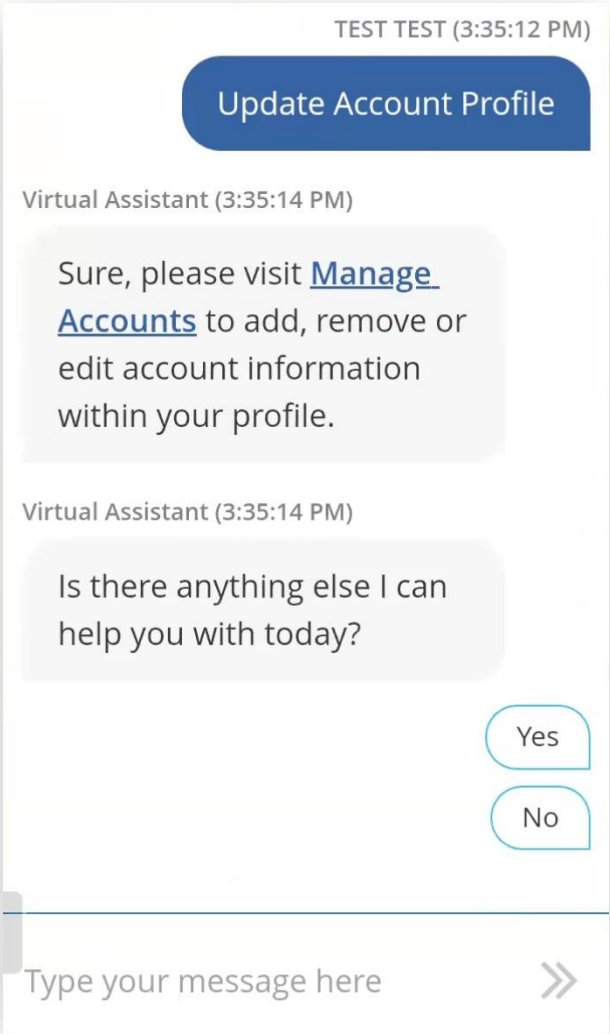 TEST TEST (3:35:12 PM)
Update Account Profile
Virtual Assistant (3:35:14 PM)
Sure, please visit Manage
Accounts to add, remove or
edit account information
within your profile.
Virtual Assistant (3:35:14 PM)
Is there anything else I can
help you with today?
Yes
No
Type your message here